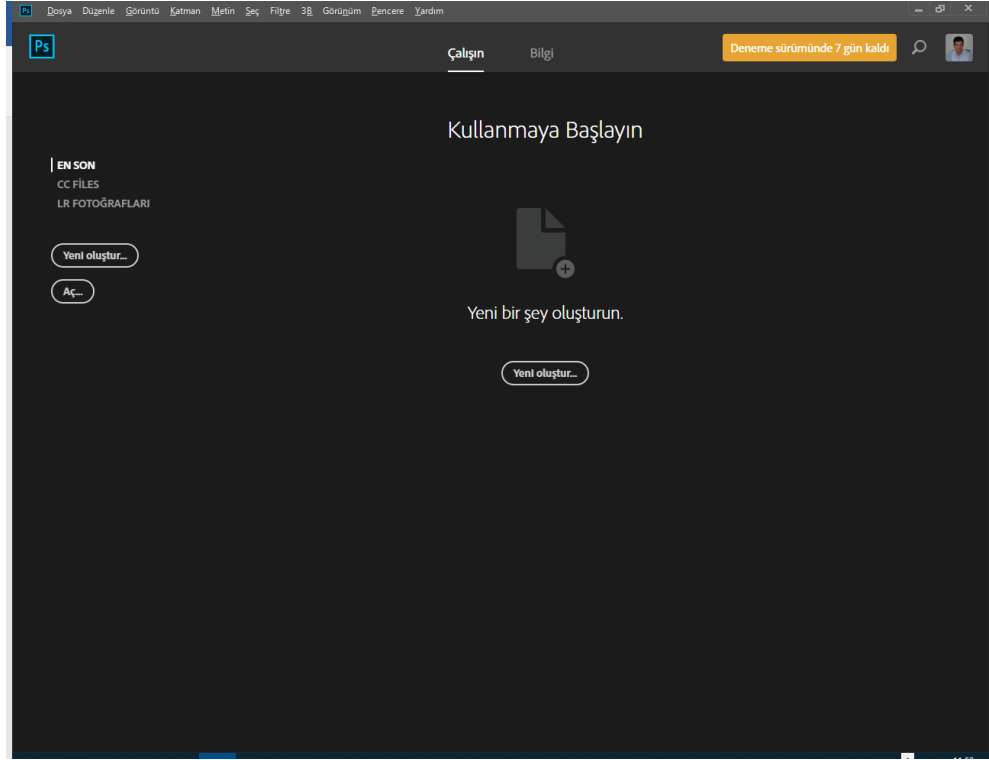 Ps Dosya Düzenle Görüntü Katman Metin Seç Filtre 3B Görünüm Pencere Yardım
Ps Çalışın Bilgi Deneme sürümünde 7 gün kaldı
Kullanmaya Başlayın
EN SON
CC FİLES
LR FOTOĞRAFLARI
Yeni oluştur...
Aç...
Yeni bir şey oluşturun.
Yeni oluştur...